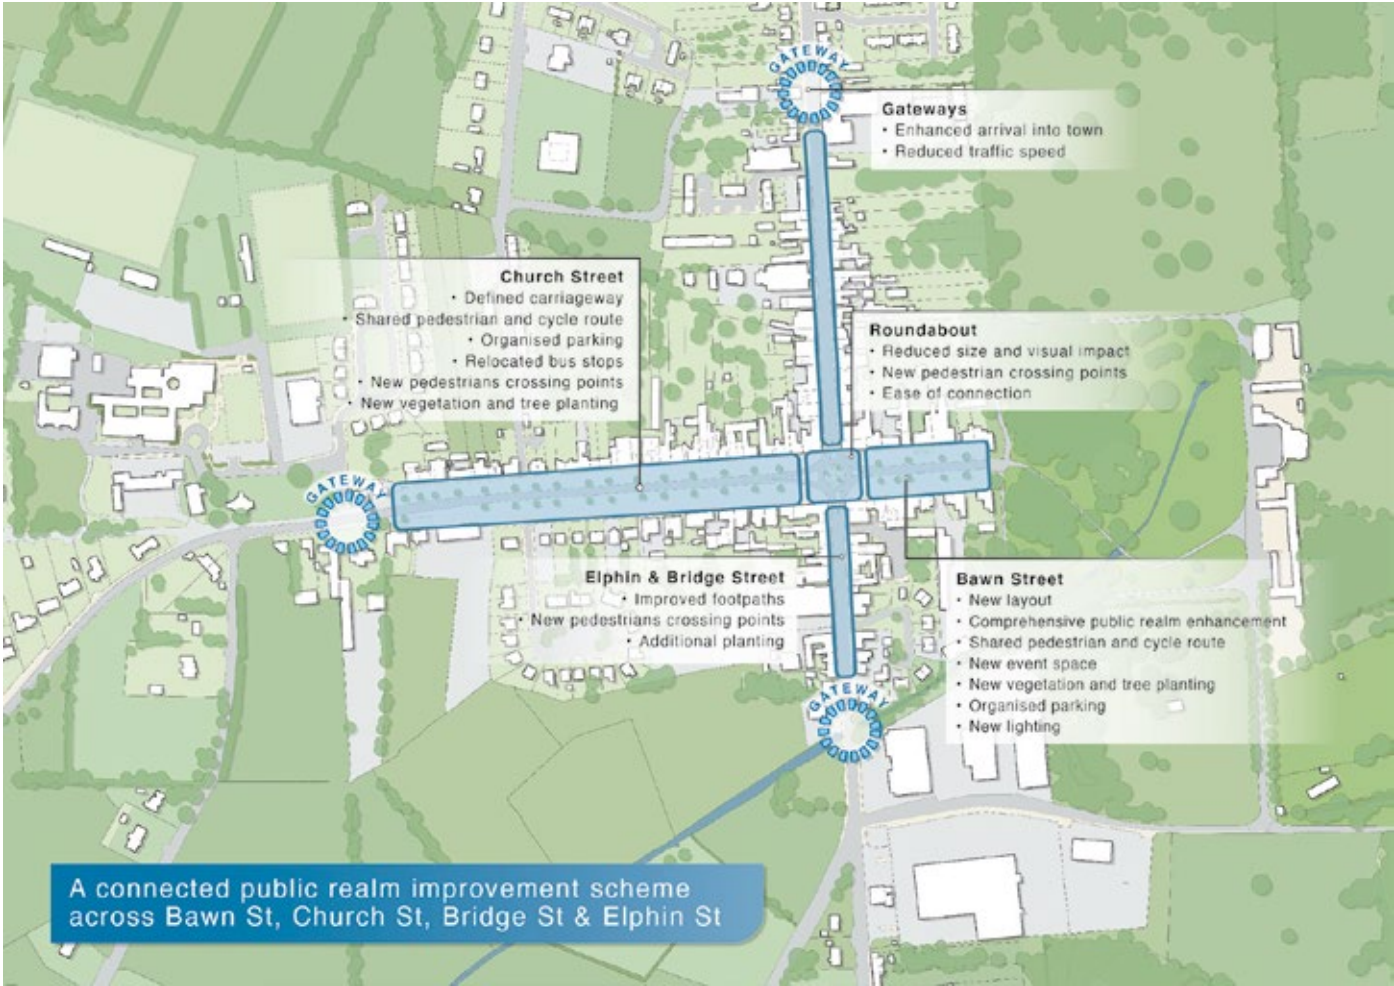 GATEWAY
Gateways
• Enhanced arrival into town
• Reduced traffic speed
Church Street
• Defined carriageway
• Shared pedestrian and cycle route
• Organised parking
• Relocated bus stops
• New pedestrians crossing points
• New vegetation and tree planting
Roundabout
• Reduced size and visual impact
• New pedestrian crossing points
• Ease of connection
GATEWAY
Elphin & Bridge Street
• Improved footpaths
• New pedestrians crossing points
• Additional planting
Bawn Street
• New layout
• Comprehensive public realm enhancement
• Shared pedestrian and cycle route
• New event space
• New vegetation and tree planting
• Organised parking
• New lighting
GATEWAY
A connected public realm improvement scheme
across Bawn St, Church St, Bridge St & Elphin St